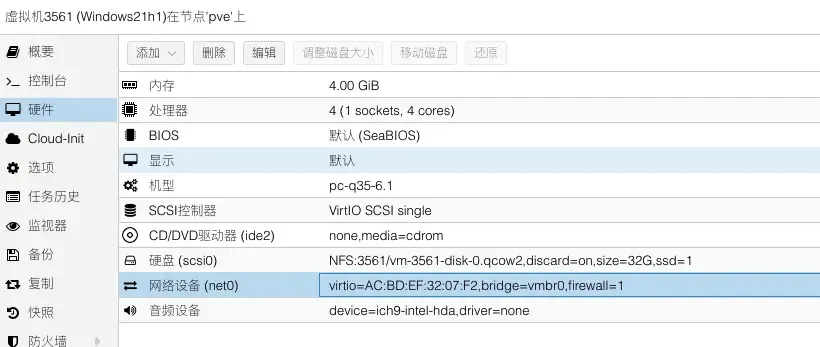 虚拟机3561 (Windows21h1)在节点'pve'上
概要
控制台
硬件
Cloud-Init
选项
任务历史
监视器
备份
复制
快照
防火墙
添加 删除 编辑 调整磁盘大小 移动磁盘 还原
内存 4.00 GiB
处理器 4 (1 sockets, 4 cores)
BIOS 默认 (SeaBIOS)
显示 默认
机型 pc-q35-6.1
SCSI控制器 VirtIO SCSI single
CD/DVD驱动器 (ide2) none,media=cdrom
硬盘 (scsi0) NFS:3561/vm-3561-disk-0.qcow2,discard=on,size=32G,ssd=1
网络设备 (net0) virtio=AC:BD:EF:32:07:F2,bridge=vmbr0,firewall=1
音频设备 device=ich9-intel-hda,driver=none